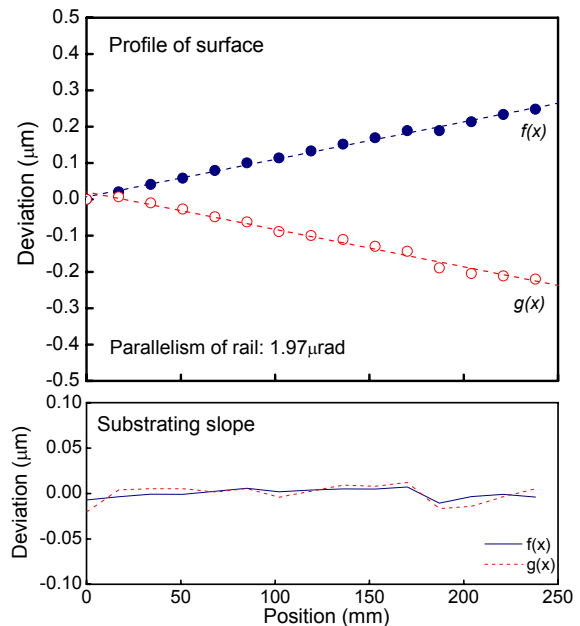 Profile of surface
0.5
0.4
0.3
0.2
0.1
0.0
-0.1
-0.2
-0.3
-0.4
-0.5
Deviation (μm)
f(x)
g(x)
Parallelism of rail: 1.97μrad
Substrating slope
0.10
0.05
0.00
-0.05
-0.10
Deviation (μm)
f(x)
g(x)
0 50 100 150 200 250
Position (mm)